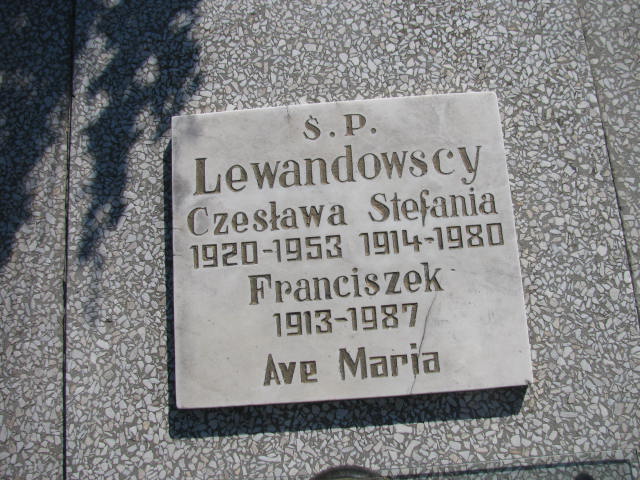 Ś.P.
Lewandowscy
Czesława Stefania
1920-1953 1914-1980
Franciszek
1913-1987
Ave Maria